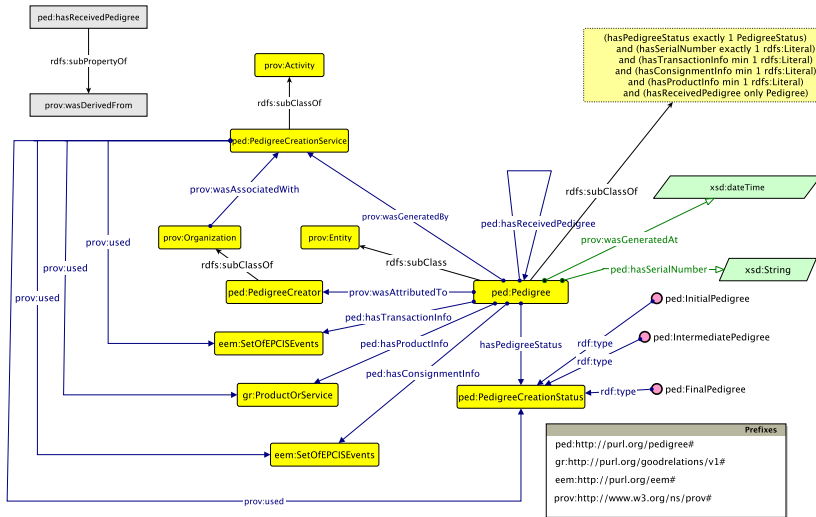 ped:hasReceivedPedigree
rdfs:subPropertyOf
prov:wasDerivedFrom
prov:Activity
rdfs:subClassOf
ped:PedigreeCreationService
(hasPedigreeStatus exactly 1 PedigreeStatus)
and (hasSerialNumber exactly 1 rdfs:Literal)
and (hasTransactionInfo min 1 rdfs:Literal)
and (hasConsignmentInfo min 1 rdfs:Literal)
and (hasProductInfo min 1 rdfs:Literal)
and (hasReceivedPedigree only Pedigree)
prov:wasAssociatedWith
prov:wasGeneratedBy
ped:hasReceivedPedigree
rdfs:subClassOf
xsd:dateTime
prov:wasGeneratedAt
prov:used
prov:Organization
prov:Entity
rdfs:subClassOf
rdfs:subClass
prov:used
ped:hasSerialNumber
xsd:String
prov:used
ped:PedigreeCreator
prov:wasAttributedTo
ped:Pedigree
ped:InitialPedigree
ped:hasTransactionInfo
eem:SetOfEPCISEvents
ped:hasProductInfo
hasPedigreeStatus
rdf:type
ped:IntermediatePedigree
rdf:type
ped:hasConsignmentInfo
gr:ProductOrService
ped:PedigreeCreationStatus
rdf:type
ped:FinalPedigree
eem:SetOfEPCISEvents
prov:used
Prefixes
ped:http://purl.org/pedigree#
gr:http://purl.org/goodrelations/v1#
eem:http://purl.org/eem#
prov:http://www.w3.org/ns/prov#